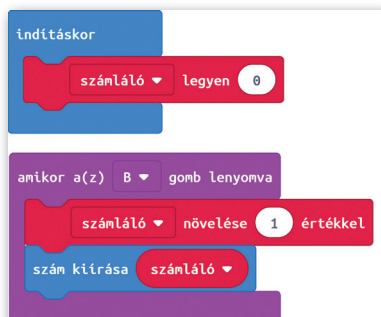 indításkor
számláló legyen 0
amikor a(z) B gomb lenyomva
számláló növelése 1 értékkel
szám kiírása számláló